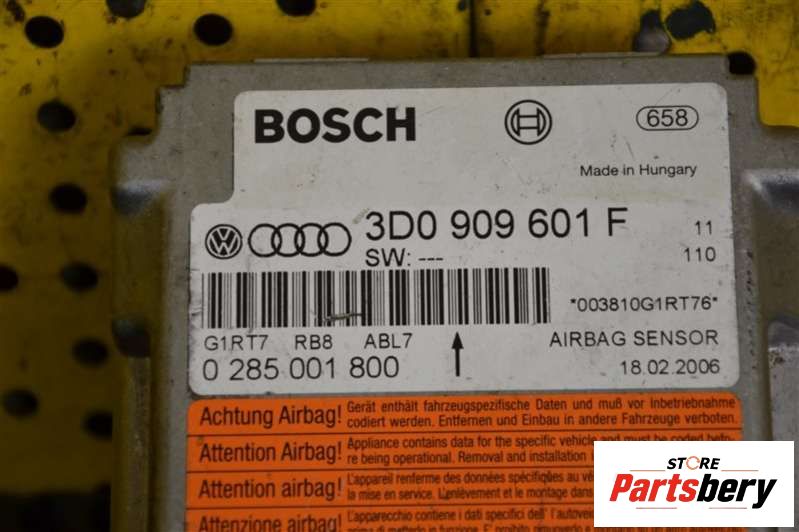 BOSCH
658
Made in Hungary
3D0 909 601 F
11
SW: ---
110
*003810G1RT76*
G1RT7 RB8 ABL7
AIRBAG SENSOR
0 285 001 800
18.02.2006
Achtung Airbag!
Gerät enthält fahrzeugspezifische Daten und muß vor Inbetriebnahme
codiert werden. Entfernen und Einbau in andere Fahrzeuge verboten.
Attention Airbag!
Appliance contains data for the specific vehicle and must be coded befo-
re being operational. Removal and installation
Attention airbag!
L'appareil renferme des données spécifiques au
la mise en service. L'enlèvement et le montage dans
Attenzione airbag!
L'apparecchio contiene i dati specifici dell'
STORE
Partsbery